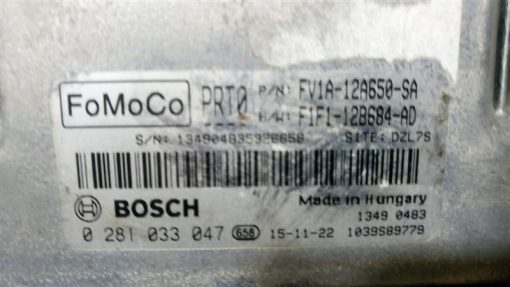 FoMoCo PRT0 P/N: FV1A-12A650-SA
H/W: F1F1-12B684-AD
S/N: 134904835326658 SITE: DZL7S
BOSCH Made in Hungary
1349 0483
0 281 033 047 658 15-11-22 1039S89779